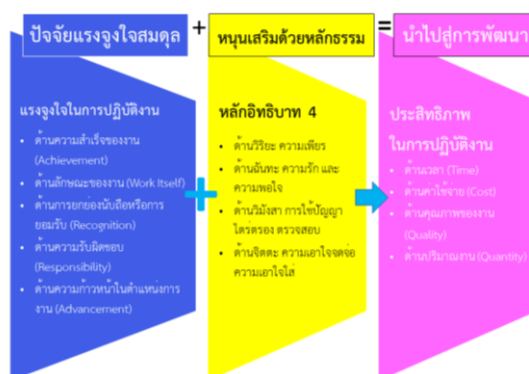 ปัจจัยแรงจูงใจสมดุล + หนุนเสริมด้วยหลักธรรม = นำไปสู่การพัฒนา
แรงจูงใจในการปฏิบัติงาน
• ด้านความสำเร็จของงาน
(Achievement)
• ด้านลักษณะของงาน (Work Itself)
• ด้านการยกย่องนับถือหรือการ
ยอมรับ (Recognition)
• ด้านความรับผิดชอบ
(Responsibility)
• ด้านความก้าวหน้าในตำแหน่งการ
งาน (Advancement)
+
หลักอิทธิบาท 4
• ด้านวิริยะ ความเพียร
• ด้านฉันทะ ความรัก และ
ความพอใจ
• ด้านวิมังสา การใช้ปัญญา
ไตร่ตรอง ตรวจสอบ
• ด้านจิตตะ ความเอาใจจดจ่อ
ความเอาใจใส่
ประสิทธิภาพ
ในการปฏิบัติงาน
• ด้านเวลา (Time)
• ด้านค่าใช้จ่าย (Cost)
• ด้านคุณภาพของงาน
(Quality)
• ด้านปริมาณงาน (Quantity)